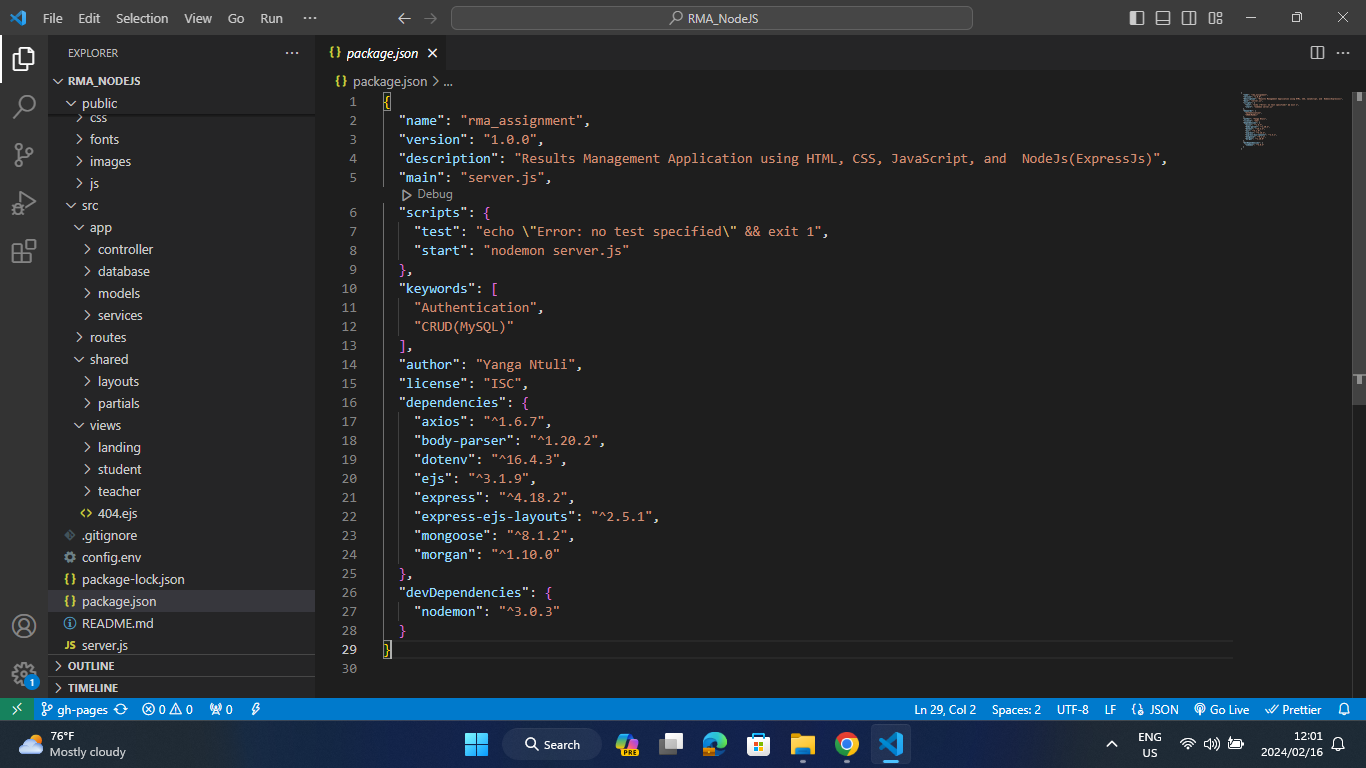 File Edit Selection View Go Run ···
RMA_NodeJS
EXPLORER ···
RMA_NODEJS
public
css
fonts
images
js
src
app
controller
database
models
services
routes
shared
layouts
partials
views
landing
student
teacher
<> 404.ejs
.gitignore
config.env
{} package-lock.json
{} package.json
README.md
JS server.js
OUTLINE
TIMELINE
{} package.json ×
{} package.json > ...
1 {
2 "name": "rma_assignment",
3 "version": "1.0.0",
4 "description": "Results Management Application using HTML, CSS, JavaScript, and  NodeJs(ExpressJs)",
5 "main": "server.js",
Debug
6 "scripts": {
7 "test": "echo \"Error: no test specified\" && exit 1",
8 "start": "nodemon server.js"
9 },
10 "keywords": [
11 "Authentication",
12 "CRUD(MySQL)"
13 ],
14 "author": "Yanga Ntuli",
15 "license": "ISC",
16 "dependencies": {
17 "axios": "^1.6.7",
18 "body-parser": "^1.20.2",
19 "dotenv": "^16.4.3",
20 "ejs": "^3.1.9",
21 "express": "^4.18.2",
22 "express-ejs-layouts": "^2.5.1",
23 "mongoose": "^8.1.2",
24 "morgan": "^1.10.0"
25 },
26 "devDependencies": {
27 "nodemon": "^3.0.3"
28 }
29 }
30
1
gh-pages 0 0 0 Ln 29, Col 2 Spaces: 2 UTF-8 LF {} JSON Go Live Prettier
76°F
Mostly cloudy
Search
PRE
ENG
US
12:01
2024/02/16